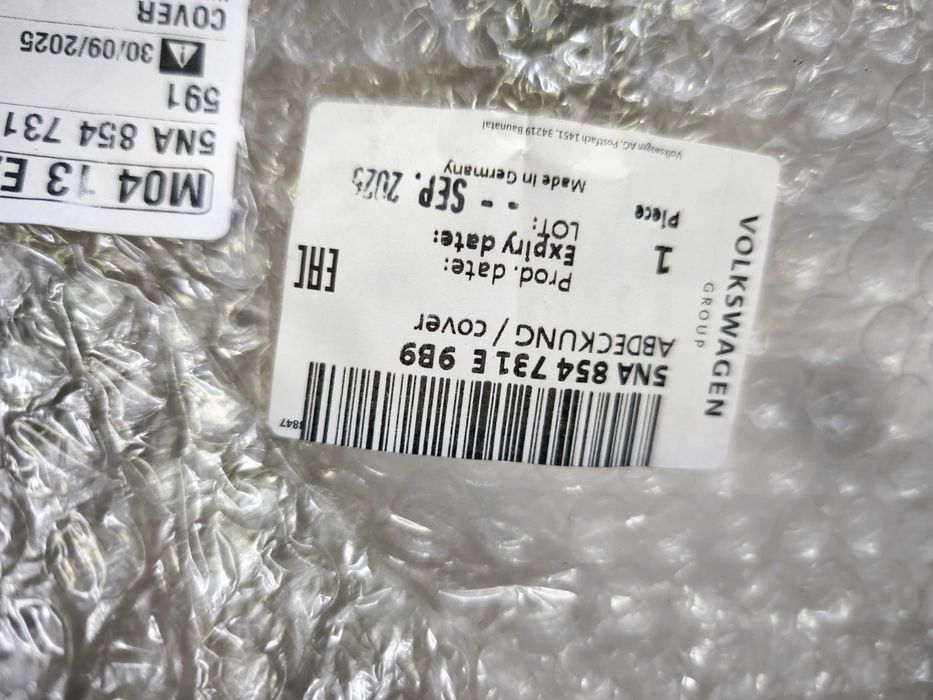 VOLKSWAGEN
GROUP
5NA 854 731 E 9B9
ABDECKUNG / cover
Prod. date:
Expiry date:
LOT:
1
Piece
-- SEP. 2025
Made in Germany
Volkswagen AG, Postfach 1451, 34219 Baunatal
EAC
3847
M04 13 E
5NA 854 731
591
30/09/2025
COVER